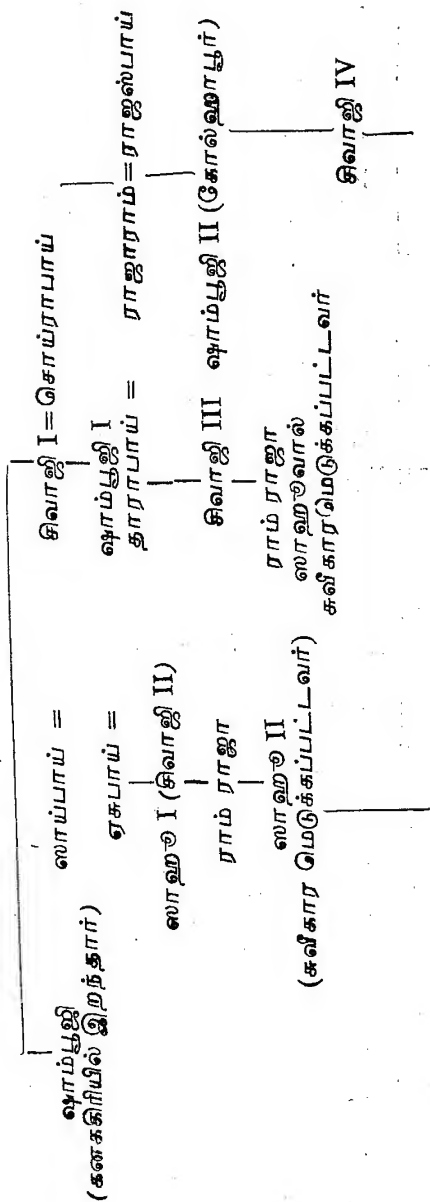 ஷாம்பூஜி
(கனககிரியில் இறந்தார்)
ஸாய்பாய் = சிவாஜி I = சொய்ராபாய்
ஏசுபாய் = ஷாம்பூஜி I
தாராபாய் = ராஜாராம் = ராஜஸ்பாய்
ஸாஹு I (சிவாஜி II) சிவாஜி III ஷாம்பூஜி II (கோல்ஹாபூர்)
ராம் ராஜா ராம் ராஜா
ஸாஹுவால்
சுவீகாரமெடுக்கப்பட்டவர்
ஸாஹு II
(சுவீகார மெடுக்கப்பட்டவர்)
சிவாஜி IV